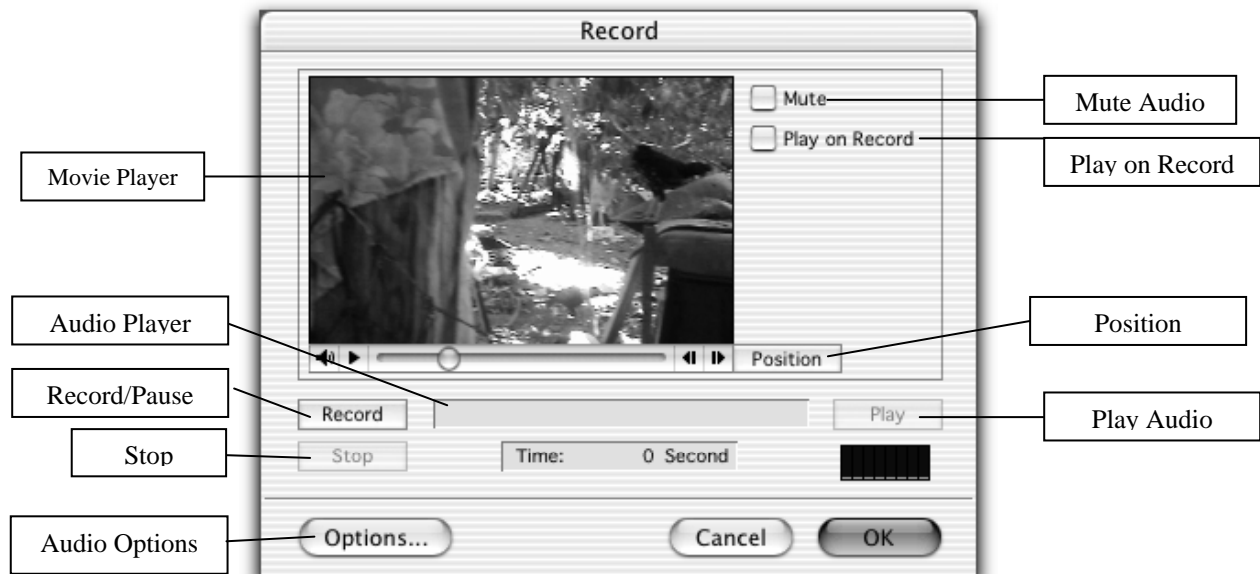 Record
Mute
Mute Audio
Play on Record
Play on Record
Movie Player
Audio Player
Position
Position
Record/Pause
Record
Play
Play Audio
Stop
Stop
Time: 0 Second
Audio Options
Options...
Cancel
OK